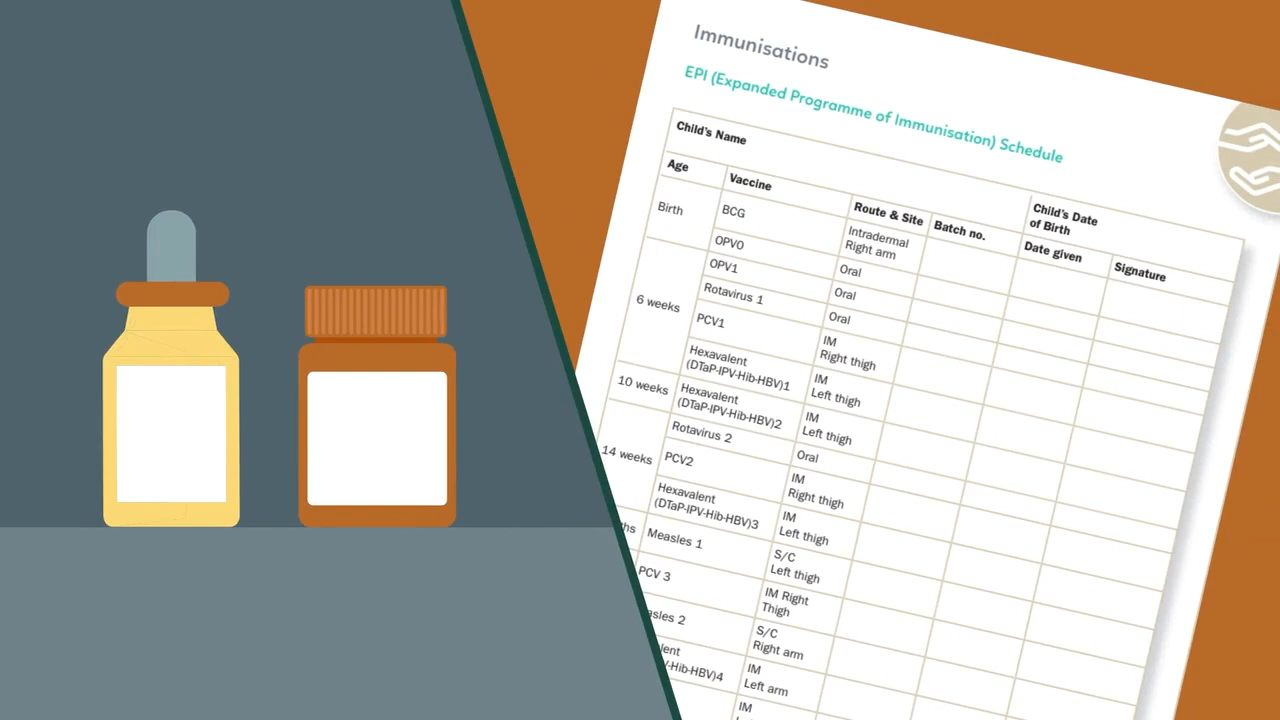 Immunisations
EPI (Expanded Programme of Immunisation) Schedule
Child's Name
Child's Date
of Birth
Age
Vaccine
Route & Site
Batch no.
Date given
Signature
Birth
BCG
Intradermal
Right arm
OPV0
Oral
6 weeks
OPV1
Oral
Rotavirus 1
Oral
PCV1
IM
Right thigh
Hexavalent
(DTaP-IPV-Hib-HBV)1
IM
Left thigh
10 weeks
Hexavalent
(DTaP-IPV-Hib-HBV)2
IM
Left thigh
14 weeks
Rotavirus 2
Oral
PCV2
IM
Right thigh
Hexavalent
(DTaP-IPV-Hib-HBV)3
IM
Left thigh
Measles 1
S/C
Left thigh
PCV 3
IM Right
Thigh
2
S/C
Right arm
-Hib-HBV)4
IM
Left arm
IM